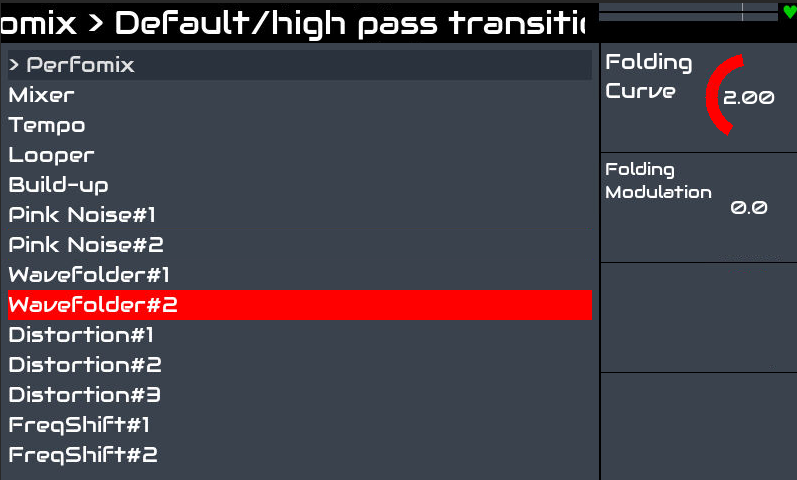 omix > Default/high pass transiti
> Perfomix
Mixer
Tempo
Looper
Build-up
Pink Noise#1
Pink Noise#2
Wavefolder#1
Wavefolder#2
Distortion#1
Distortion#2
Distortion#3
FreqShift#1
FreqShift#2
Folding
Curve
2.00
Folding
Modulation
0.0